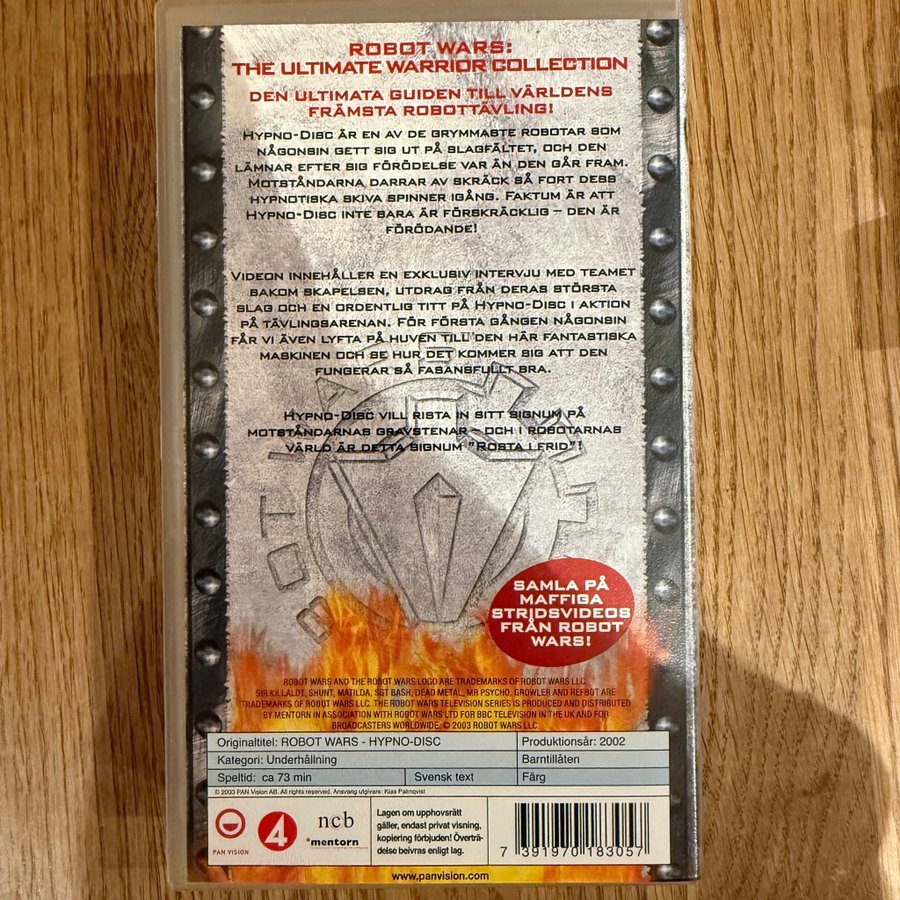 ROBOT WARS:
THE ULTIMATE WARRIOR COLLECTION
DEN ULTIMATA GUIDEN TILL VÄRLDENS
FRÄMSTA ROBOTTÄVLING!
HYPNO-DISC ÄR EN AV DE GRYMMASTE ROBOTAR SOM
NÅGONSIN GETT SIG UT PÅ SLAGFÄLTET, OCH DEN
LÄMNAR EFTER SIG FÖRÖDELSE VAR ÄN DEN GÅR FRAM.
MOTSTÅNDARNA DARRAR AV SKRÄCK SÅ FORT DESS
HYPNOTISKA SKIVA SPINNER IGÅNG. FAKTUM ÄR ATT
HYPNO-DISC INTE BARA ÄR FÖRSKRÄCKLIG – DEN ÄR
FÖRÖDANDE!
VIDEON INNEHÅLLER EN EXKLUSIV INTERVJU MED TEAMET
BAKOM SKAPELSEN, UTDRAG FRÅN DERAS STÖRSTA
SLAG OCH EN ORDENTLIG TITT PÅ HYPNO-DISC I AKTION
PÅ TÄVLINGSARENAN. FÖR FÖRSTA GÅNGEN NÅGONSIN
FÅR VI ÄVEN LYFTA PÅ HUVEN TILL DEN HÄR FANTASTISKA
MASKINEN OCH SE HUR DET KOMMER SIG ATT DEN
FUNGERAR SÅ FASANSFULLT BRA.
HYPNO-DISC VILL RISTA IN SITT SIGNUM PÅ
MOTSTÅNDARNAS GRAVSTENAR – OCH I ROBOTARNAS
VÄRLD ÄR DETTA SIGNUM "ROSTA I FRID"!
SAMLA PÅ
MAFFIGA
STRIDSVIDEOS
FRÅN ROBOT
WARS!
ROBOT WARS AND THE ROBOT WARS LOGO ARE TRADEMARKS OF ROBOT WARS LLC.
SIR KILLALOT, SHUNT, MATILDA, SGT BASH, DEAD METAL, MR PSYCHO, GROWLER AND REFBOT ARE
TRADEMARKS OF ROBOT WARS LLC. THE ROBOT WARS TELEVISION SERIES IS PRODUCED AND DISTRIBUTED
BY MENTORN IN ASSOCIATION WITH ROBOT WARS LTD FOR BBC TELEVISION IN THE UK AND FOR
BROADCASTERS WORLDWIDE. © 2003 ROBOT WARS LLC.
Originaltitel: ROBOT WARS - HYPNO-DISC
Produktionsår: 2002
Kategori: Underhållning
Barntillåten
Speltid: ca 73 min
Svensk text
Färg
© 2003 PAN Vision AB. All rights reserved. Ansvarig utgivare: Klas Palmqvist
PAN VISION
4
ncb
°mentorn
Lagen om upphovsrätt
gäller, endast privat visning,
kopiering förbjuden! Överträ-
delse beivras enligt lag.
7 391970 183057
www.panvision.com